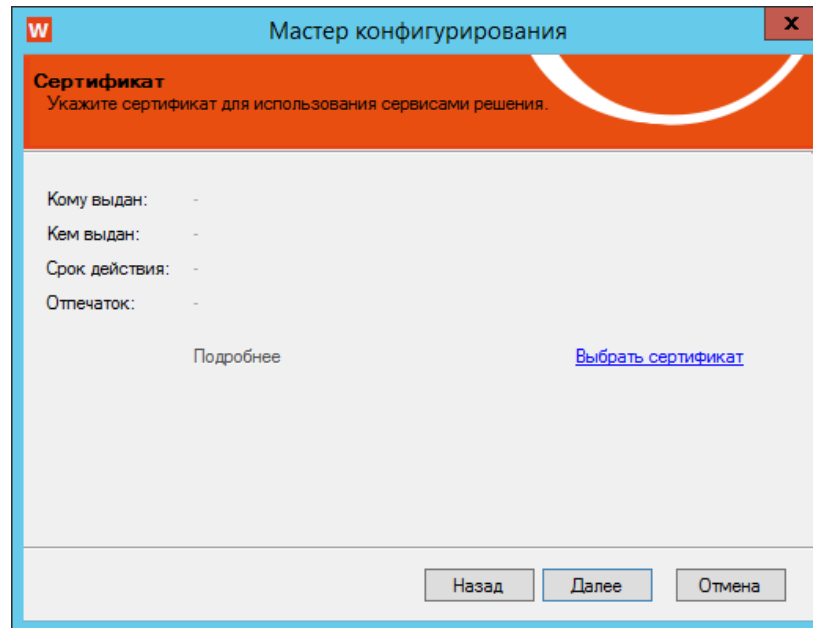 W
Мастер конфигурирования
x
Сертификат
Укажите сертификат для использования сервисами решения.
Кому выдан: -
Кем выдан: -
Срок действия: -
Отпечаток: -
Подробнее Выбрать сертификат
Назад Далее Отмена